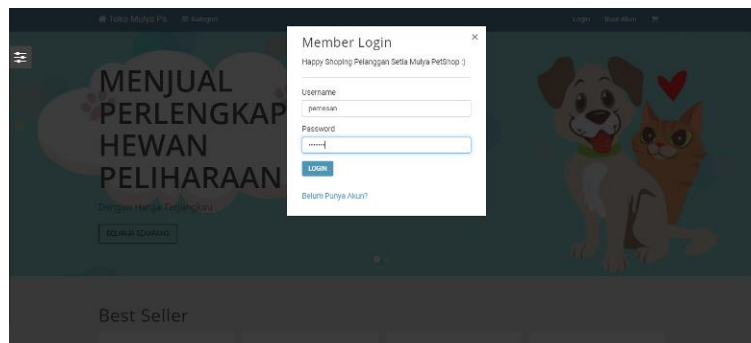 Toko Mulya Ps
Kategori
Login
Buat Akun
Member Login
×
Happy Shoping Pelanggan Setia Mulya PetShop :)
Username
pemesan
Password
LOGIN
Belum Punya Akun?
MENJUAL
PERLENGKAP
HEWAN
PELIHARAAN
Dengan Harga Terjangkau
BELANJA SEKARANG
Best Seller